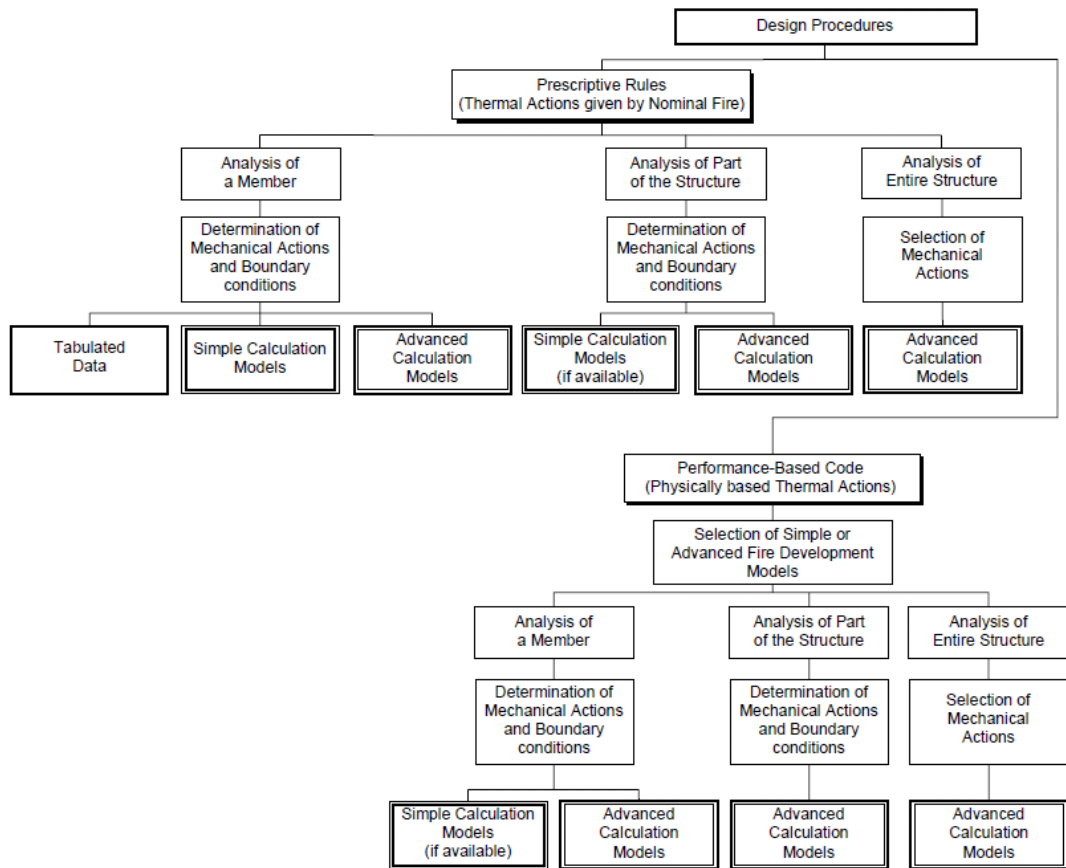 Design Procedures
Prescriptive Rules
(Thermal Actions given by Nominal Fire)
Analysis of
a Member
Analysis of Part
of the Structure
Analysis of
Entire Structure
Determination of
Mechanical Actions
and Boundary
conditions
Determination of
Mechanical Actions
and Boundary
conditions
Selection of
Mechanical
Actions
Tabulated
Data
Simple Calculation
Models
Advanced
Calculation
Models
Simple Calculation
Models
(if available)
Advanced
Calculation
Models
Advanced
Calculation
Models
Performance-Based Code
(Physically based Thermal Actions)
Selection of Simple or
Advanced Fire Development
Models
Analysis of
a Member
Analysis of Part
of the Structure
Analysis of
Entire Structure
Determination of
Mechanical Actions
and Boundary
conditions
Determination of
Mechanical Actions
and Boundary
conditions
Selection of
Mechanical
Actions
Simple Calculation
Models
(if available)
Advanced
Calculation
Models
Advanced
Calculation
Models
Advanced
Calculation
Models